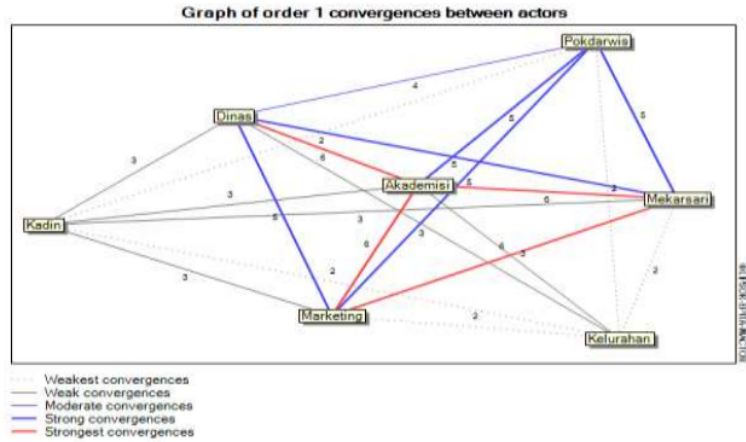 Graph of order 1 convergences between actors
Pokdarwis
4
Dinas
5
2
6
3
5
5
3
Akademisi
5
2
Mekarsari
6
Kadin
5
3
3
6
6
3
2
2
3
2
Marketing
Kelurahan
Weakest convergences
Weak convergences
Moderate convergences
Strong convergences
Strongest convergences